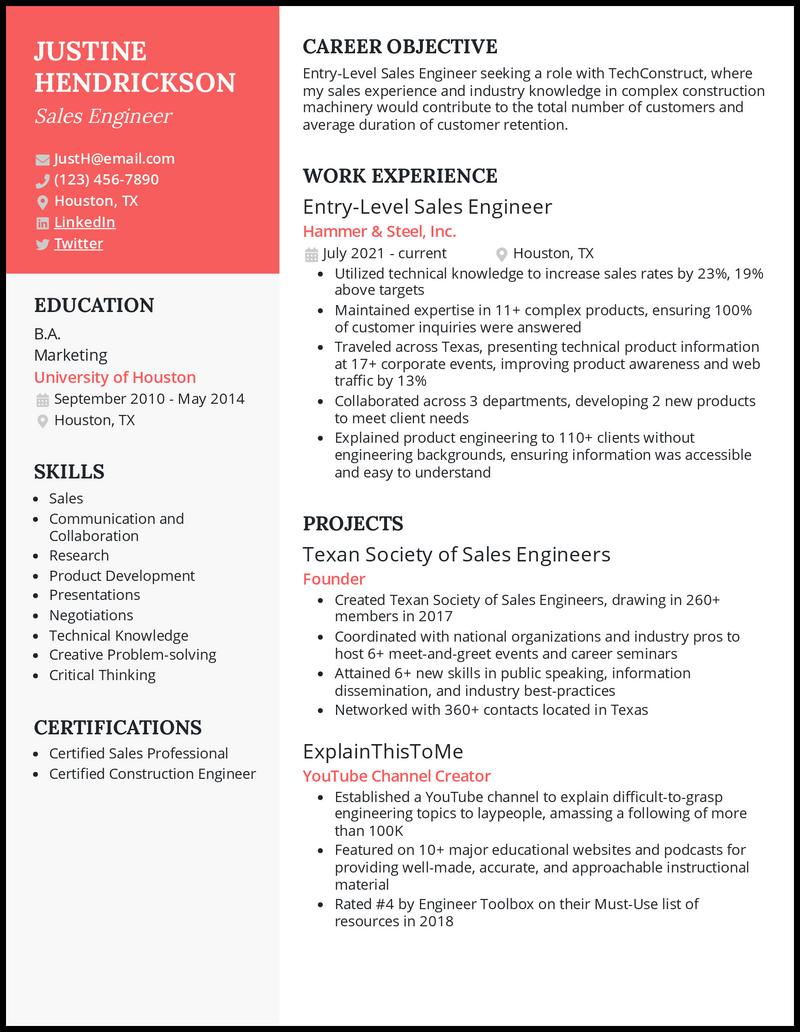 JUSTINE
HENDRICKSON
Sales Engineer
JustH@email.com
(123) 456-7890
Houston, TX
LinkedIn
Twitter
EDUCATION
B.A.
Marketing
University of Houston
September 2010 - May 2014
Houston, TX
SKILLS
Sales
Communication and
Collaboration
Research
Product Development
Presentations
Negotiations
Technical Knowledge
Creative Problem-solving
Critical Thinking
CERTIFICATIONS
Certified Sales Professional
Certified Construction Engineer
CAREER OBJECTIVE
Entry-Level Sales Engineer seeking a role with TechConstruct, where
my sales experience and industry knowledge in complex construction
machinery would contribute to the total number of customers and
average duration of customer retention.
WORK EXPERIENCE
Entry-Level Sales Engineer
Hammer & Steel, Inc.
July 2021 - current Houston, TX
Utilized technical knowledge to increase sales rates by 23%, 19%
above targets
Maintained expertise in 11+ complex products, ensuring 100%
of customer inquiries were answered
Traveled across Texas, presenting technical product information
at 17+ corporate events, improving product awareness and web
traffic by 13%
Collaborated across 3 departments, developing 2 new products
to meet client needs
Explained product engineering to 110+ clients without
engineering backgrounds, ensuring information was accessible
and easy to understand
PROJECTS
Texan Society of Sales Engineers
Founder
Created Texan Society of Sales Engineers, drawing in 260+
members in 2017
Coordinated with national organizations and industry pros to
host 6+ meet-and-greet events and career seminars
Attained 6+ new skills in public speaking, information
dissemination, and industry best-practices
Networked with 360+ contacts located in Texas
ExplainThisToMe
YouTube Channel Creator
Established a YouTube channel to explain difficult-to-grasp
engineering topics to laypeople, amassing a following of more
than 100K
Featured on 10+ major educational websites and podcasts for
providing well-made, accurate, and approachable instructional
material
Rated #4 by Engineer Toolbox on their Must-Use list of
resources in 2018